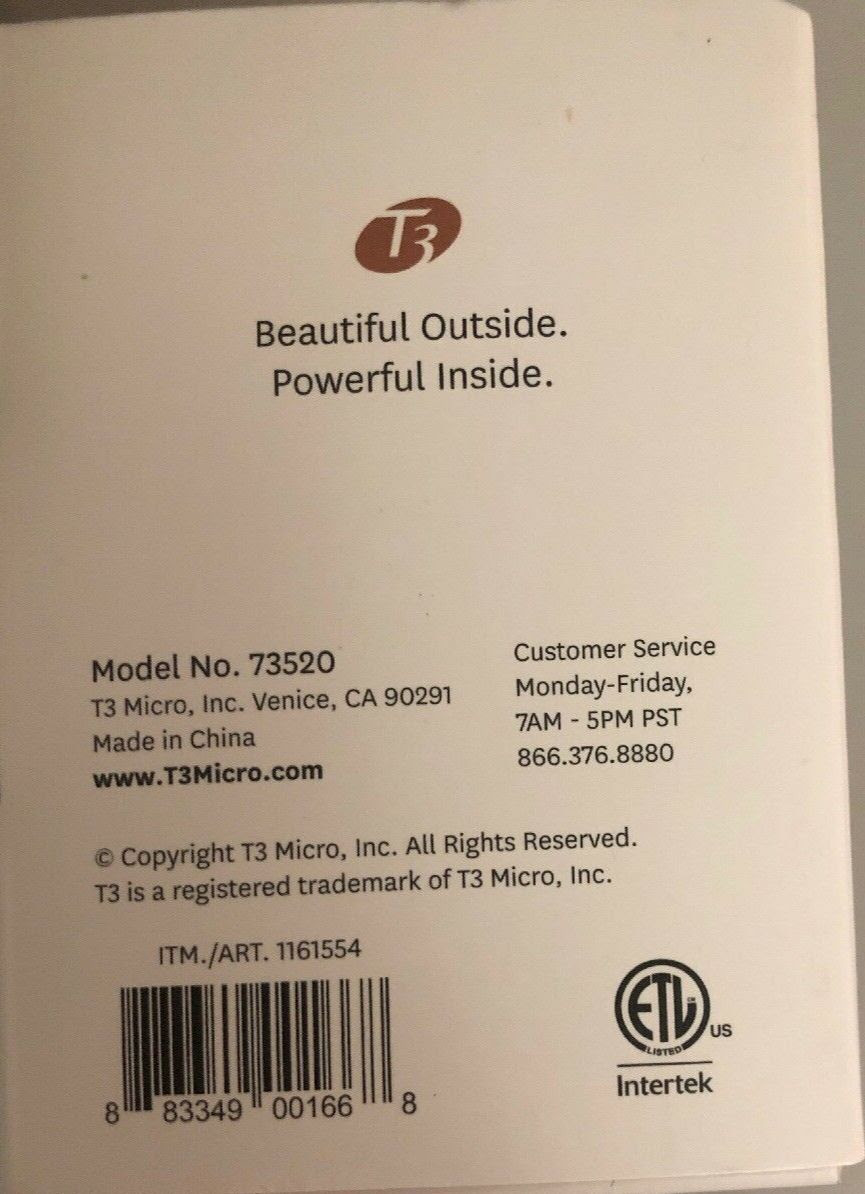 T3
Beautiful Outside.
Powerful Inside.
Model No. 73520
T3 Micro, Inc. Venice, CA 90291
Made in China
www.T3Micro.com
Customer Service
Monday-Friday,
7AM - 5PM PST
866.376.8880
© Copyright T3 Micro, Inc. All Rights Reserved.
T3 is a registered trademark of T3 Micro, Inc.
ITM./ART. 1161554
8 83349 00166 8
ETL CM
LISTED
US
Intertek